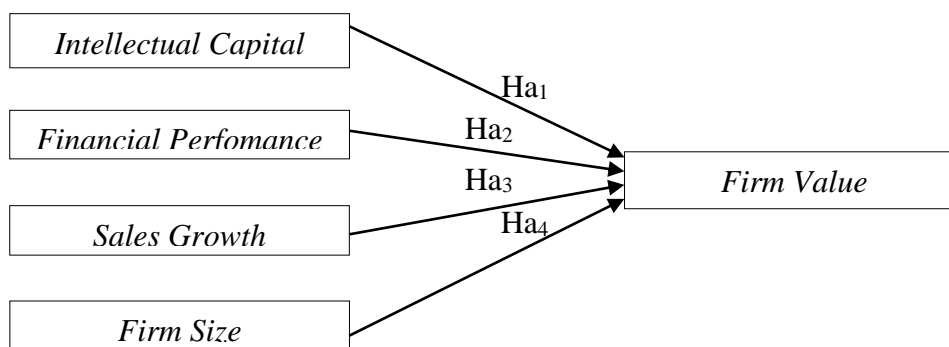 Intellectual Capital
Ha₁
Financial Perfomance
Ha₂
Firm Value
Ha₃
Sales Growth
Ha₄
Firm Size